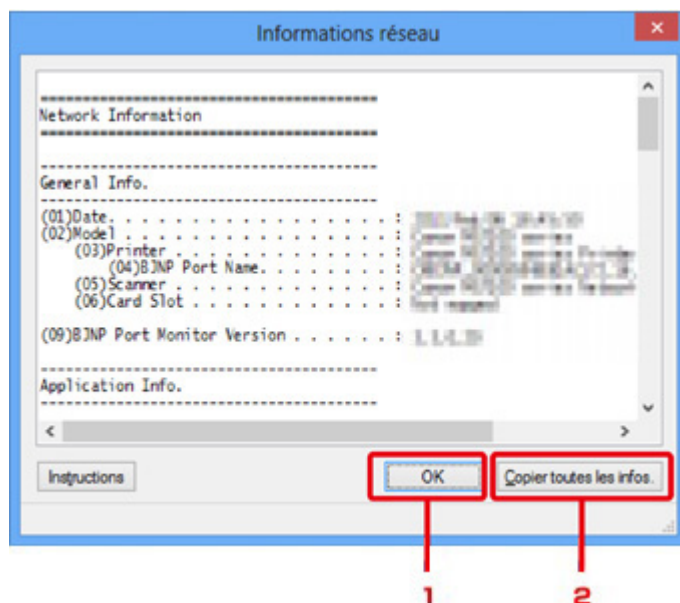 Informations réseau
==========================================
Network Information
==========================================
------------------------------------------
General Info.
------------------------------------------
(01)Date. . . . . . . . . . . . . . . . . :
(02)Model . . . . . . . . . . . . . . . . :
(03)Printer . . . . . . . . . . . . . . :
(04)BJNP Port Name. . . . . . . . . :
(05)Scanner . . . . . . . . . . . . . . :
(06)Card Slot . . . . . . . . . . . . . :
(09)BJNP Port Monitor Version . . . . . . :
------------------------------------------
Application Info.
------------------------------------------
Instructions
OK
Copier toutes les infos.
1
2